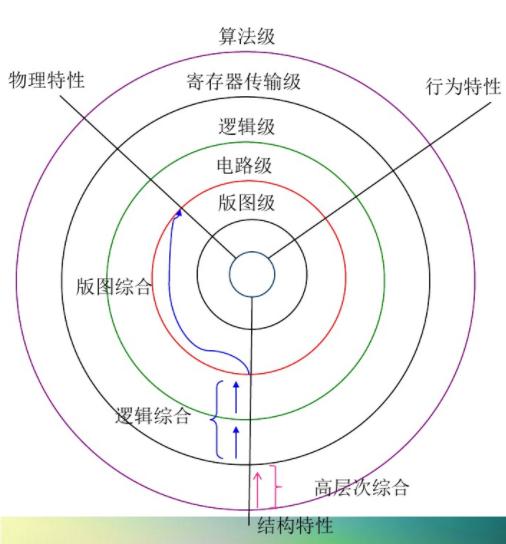 算法级
物理特性
寄存器传输级
行为特性
逻辑级
电路级
版图级
版图综合
逻辑综合
高层次综合
结构特性